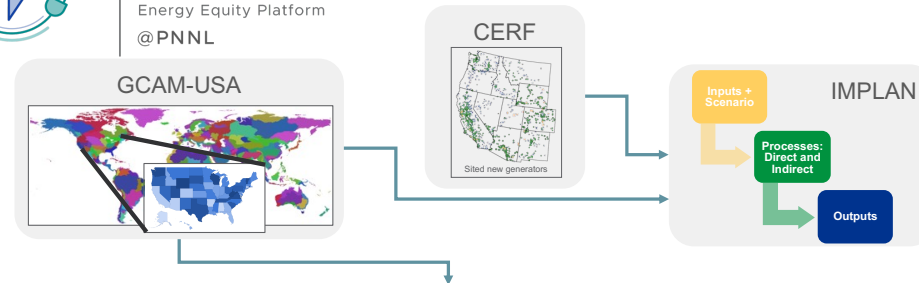 Energy Equity Platform
@PNNL
GCAM-USA
CERF
Sited new generators
IMPLAN
Inputs +
Scenario
Processes:
Direct and
Indirect
Outputs